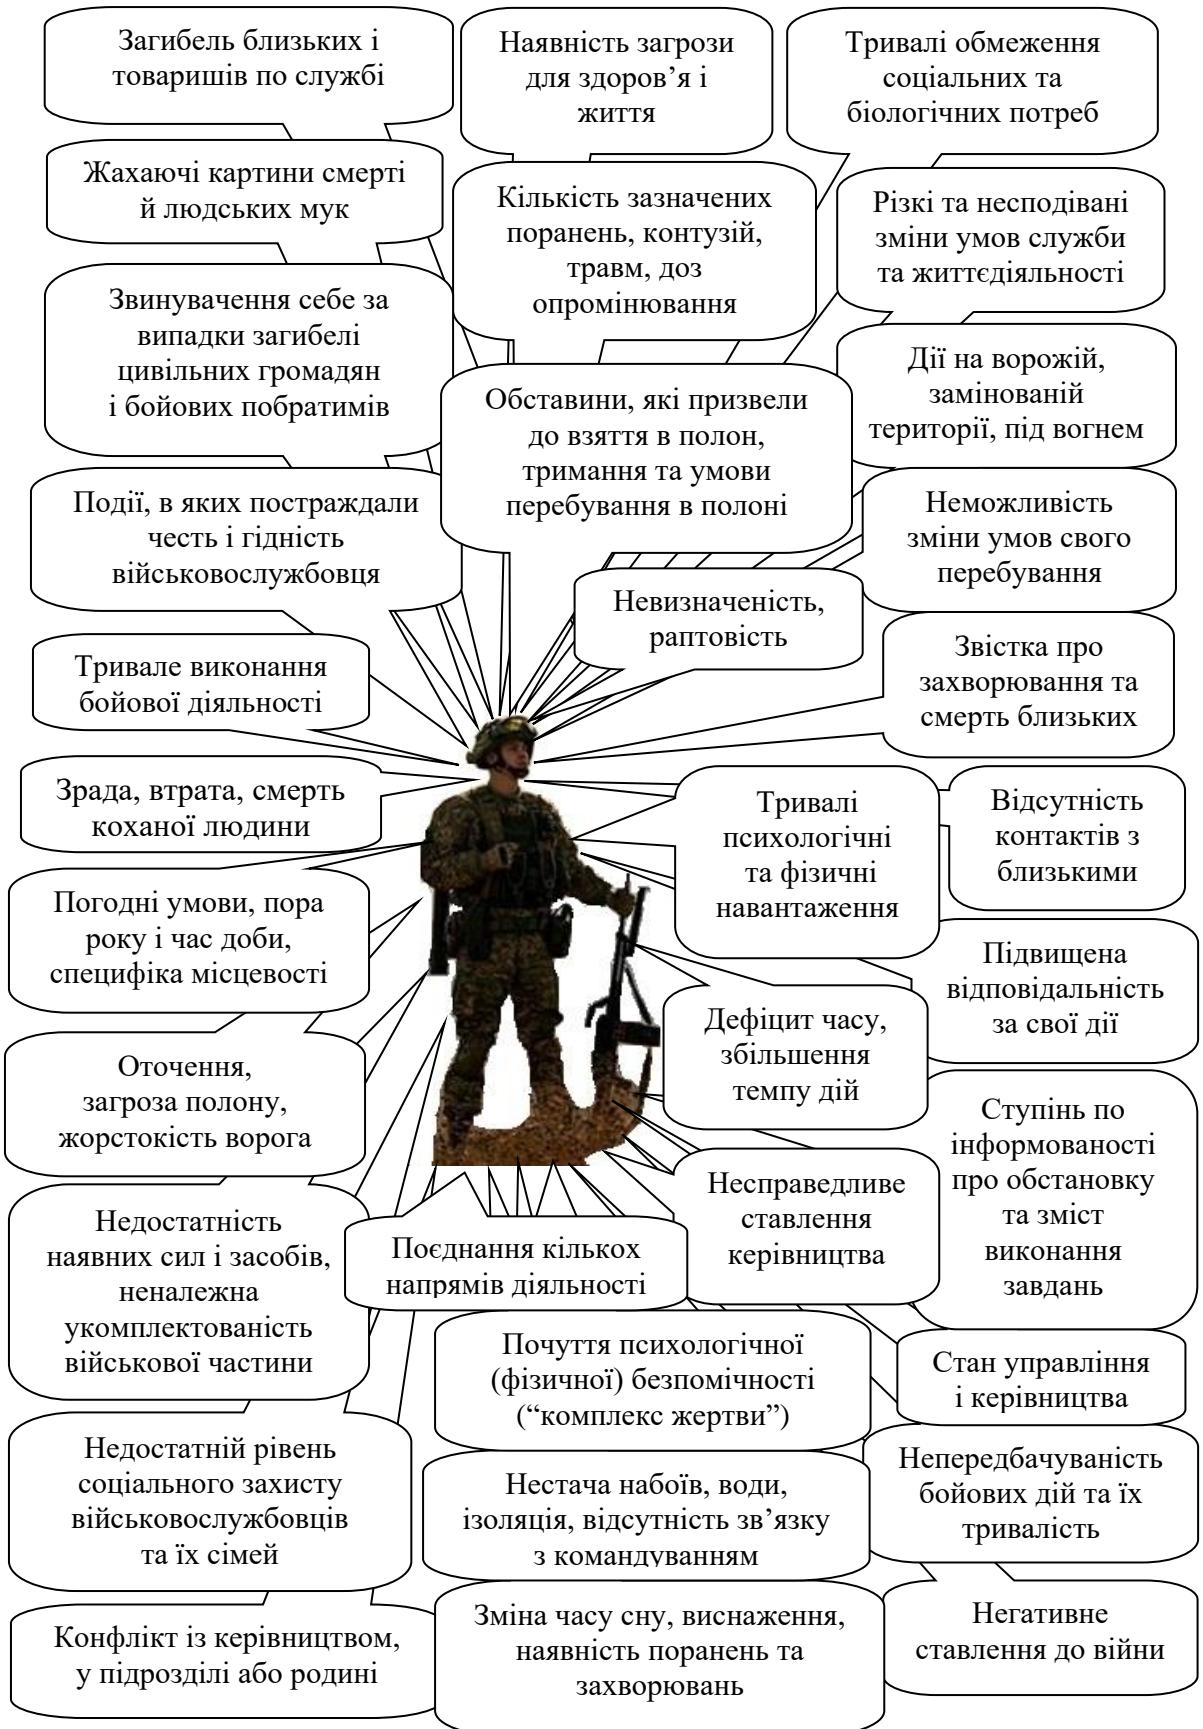 Загибель близьких і
товаришів по службі
Наявність загрози
для здоров’я і
життя
Тривалі обмеження
соціальних та
біологічних потреб
Жахаючі картини смерті
й людських мук
Кількість зазначених
поранень, контузій,
травм, доз
опромінювання
Різкі та несподівані
зміни умов служби
та життєдіяльності
Звинувачення себе за
випадки загибелі
цивільних громадян
і бойових побратимів
Обставини, які призвели
до взяття в полон,
тримання та умови
перебування в полоні
Дії на ворожій,
замінованій
території, під вогнем
Події, в яких постраждали
честь і гідність
військовослужбовця
Неможливість
зміни умов свого
перебування
Невизначеність,
раптовість
Тривале виконання
бойової діяльності
Звістка про
захворювання та
смерть близьких
Зрада, втрата, смерть
коханої людини
Тривалі
психологічні
та фізичні
навантаження
Відсутність
контактів з
близькими
Погодні умови, пора
року і час доби,
специфіка місцевості
Підвищена
відповідальність
за свої дії
Дефіцит часу,
збільшення
темпу дій
Оточення,
загроза полону,
жорстокість ворога
Ступінь по
інформованості
про обстановку
та зміст
виконання
завдань
Несправедливе
ставлення
керівництва
Недостатність
наявних сил і засобів,
неналежна
укомплектованість
військової частини
Поєднання кількох
напрямів діяльності
Почуття психологічної
(фізичної) безпомічності
(“комплекс жертви”)
Стан управління
і керівництва
Недостатній рівень
соціального захисту
військовослужбовців
та їх сімей
Нестача набоїв, води,
ізоляція, відсутність зв’язку
з командуванням
Непередбачуваність
бойових дій та їх
тривалість
Конфлікт із керівництвом,
у підрозділі або родині
Зміна часу сну, виснаження,
наявність поранень та
захворювань
Негативне
ставлення до війни